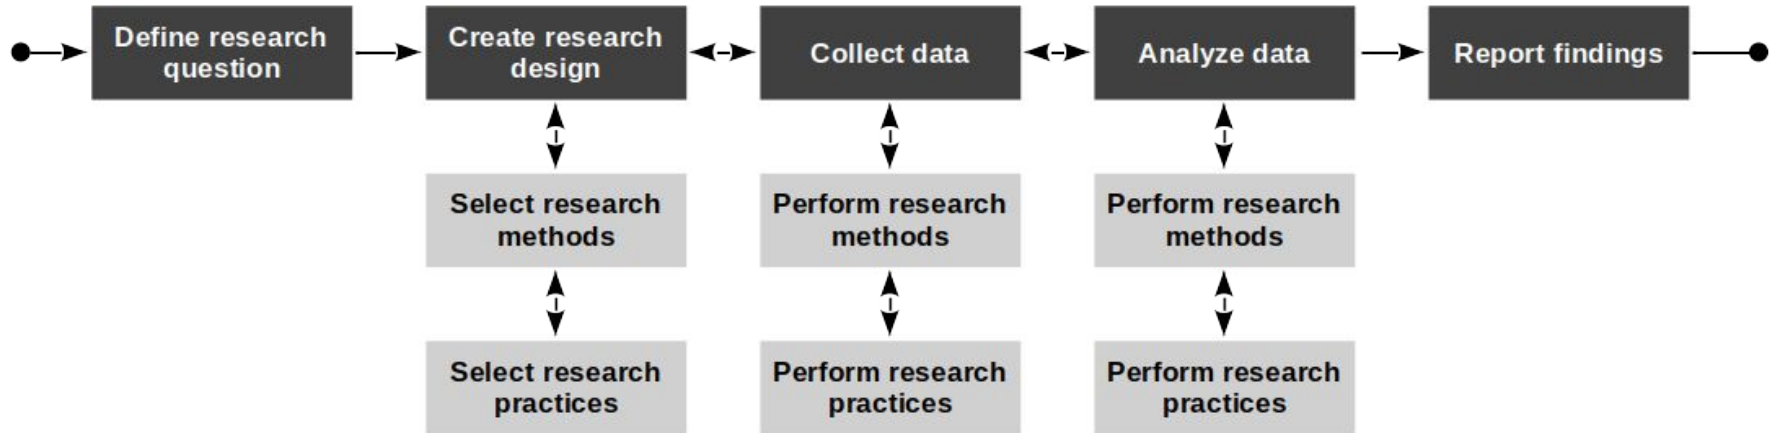 Define research
question
Create research
design
Collect data
Analyze data
Report findings
Select research
methods
Perform research
methods
Perform research
methods
Select research
practices
Perform research
practices
Perform research
practices